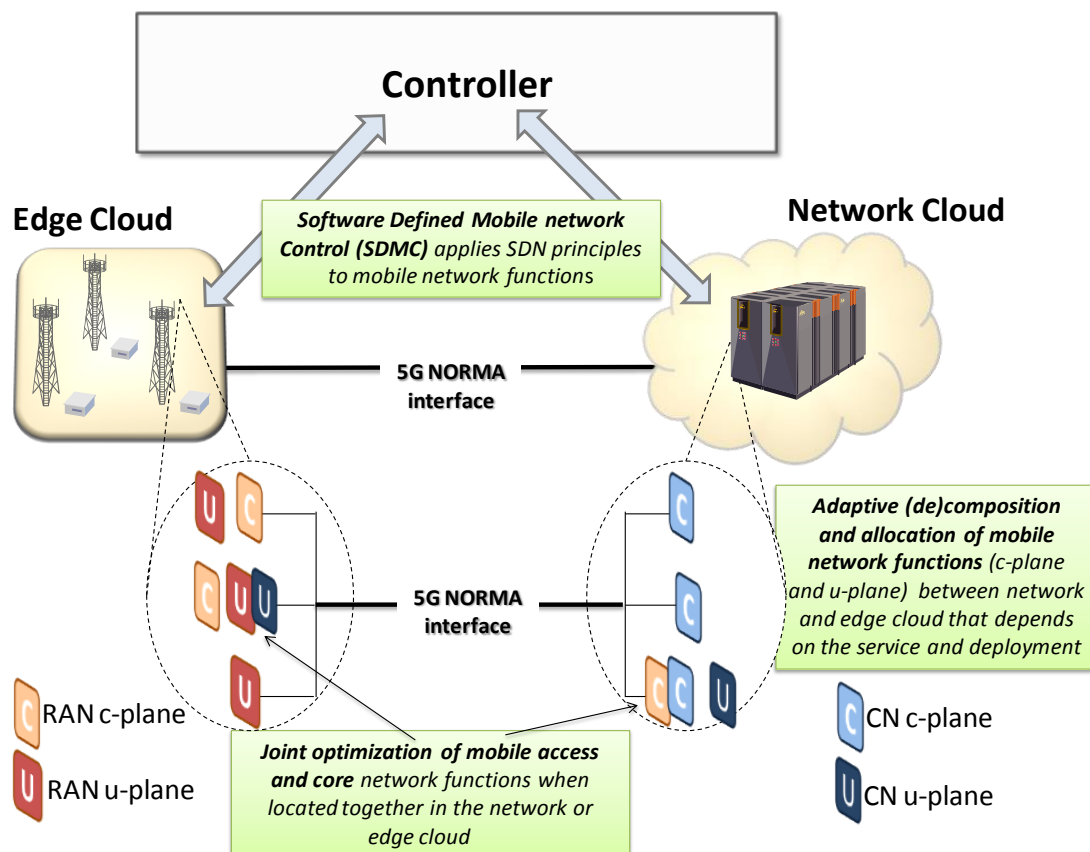 Controller
Edge Cloud
Network Cloud
Software Defined Mobile network
Control (SDMC) applies SDN principles
to mobile network functions
5G NORMA
interface
U C
C
Adaptive (de)composition
and allocation of mobile
network functions (c-plane
and u-plane) between network
and edge cloud that depends
on the service and deployment
C U U
5G NORMA
interface
C
U
C C U
C RAN c-plane
U RAN u-plane
Joint optimization of mobile access
and core network functions when
located together in the network or
edge cloud
C CN c-plane
U CN u-plane